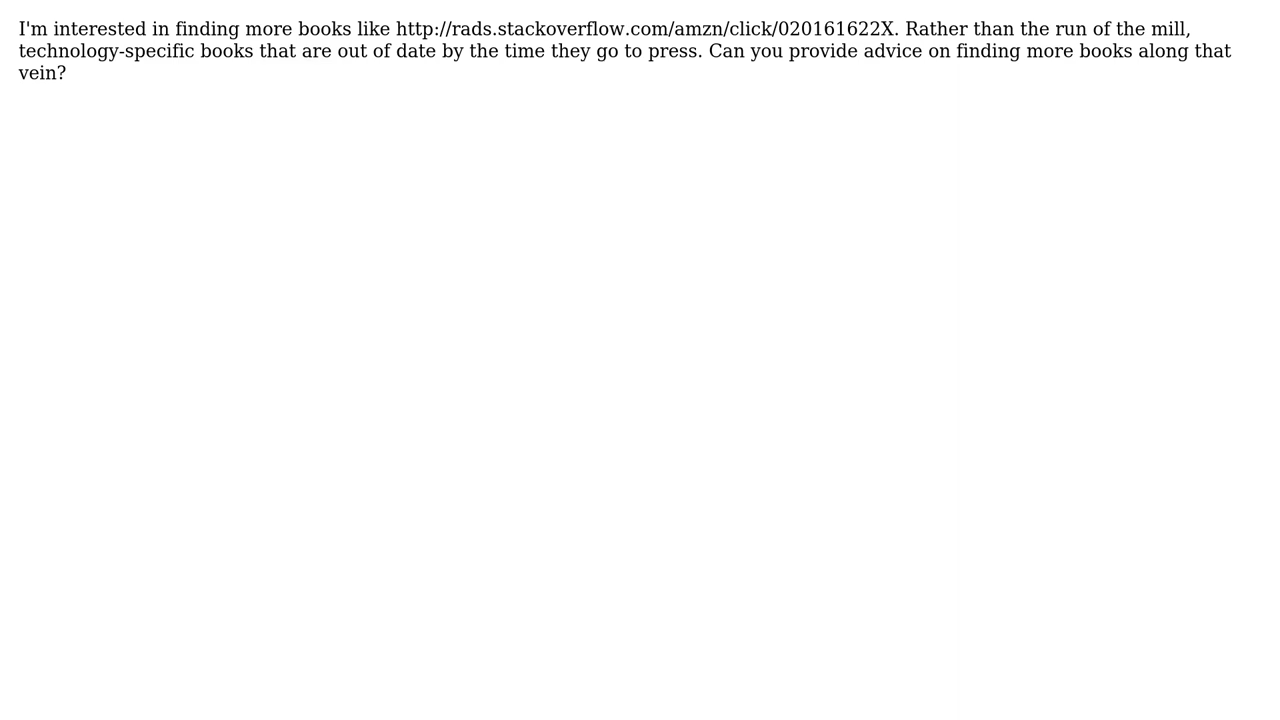 I'm interested in finding more books like http://rads.stackoverflow.com/amzn/click/020161622X. Rather than the run of the mill,
technology-specific books that are out of date by the time they go to press. Can you provide advice on finding more books along that
vein?